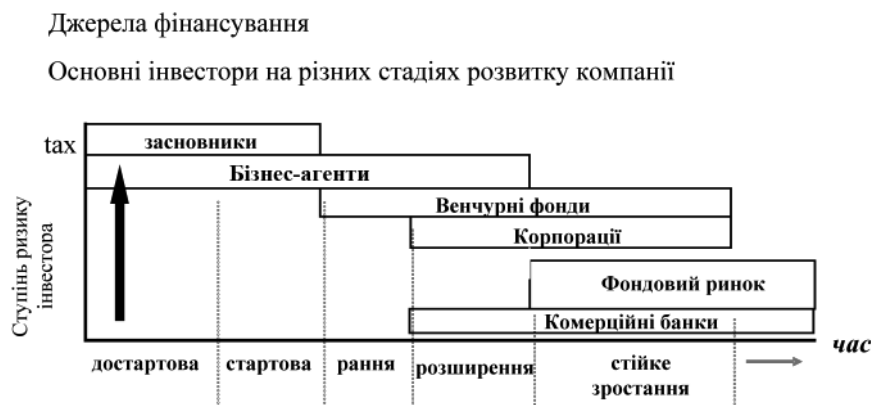 Джерела фінансування
Основні інвестори на різних стадіях розвитку компанії
tax
засновники
Бізнес-агенти
Венчурні фонди
Корпорації
Фондовий ринок
Комерційні банки
Ступінь ризику
інвестора
достартова
стартова
рання
розширення
стійке
зростання
час